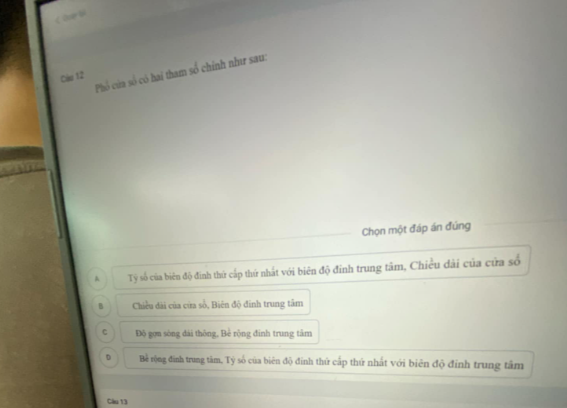 Câu 12
Phổ cửa sổ có hai tham số chính như sau:
Chọn một đáp án đúng
A Tỷ số của biên độ đỉnh thứ cấp thứ nhất với biên độ đỉnh trung tâm, Chiều dài của cửa sổ
B Chiều dài của cửa sổ, Biên độ đỉnh trung tâm
C Độ gợn sóng dải thông, Bề rộng đỉnh trung tâm
D Bề rộng đỉnh trung tâm, Tỷ số của biên độ đỉnh thứ cấp thứ nhất với biên độ đỉnh trung tâm
Câu 13